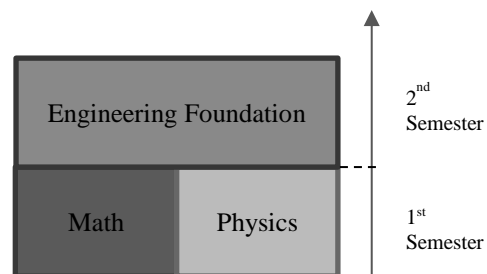 Engineering Foundation
2nd
Semester
Math
Physics
1st
Semester